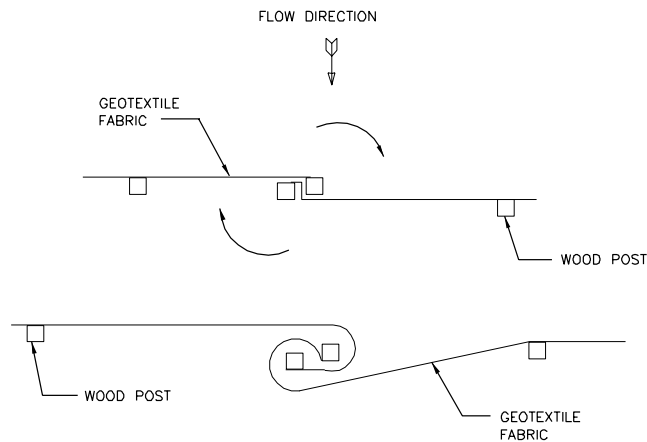 FLOW DIRECTION
GEOTEXTILE
FABRIC
WOOD POST
WOOD POST
GEOTEXTILE
FABRIC